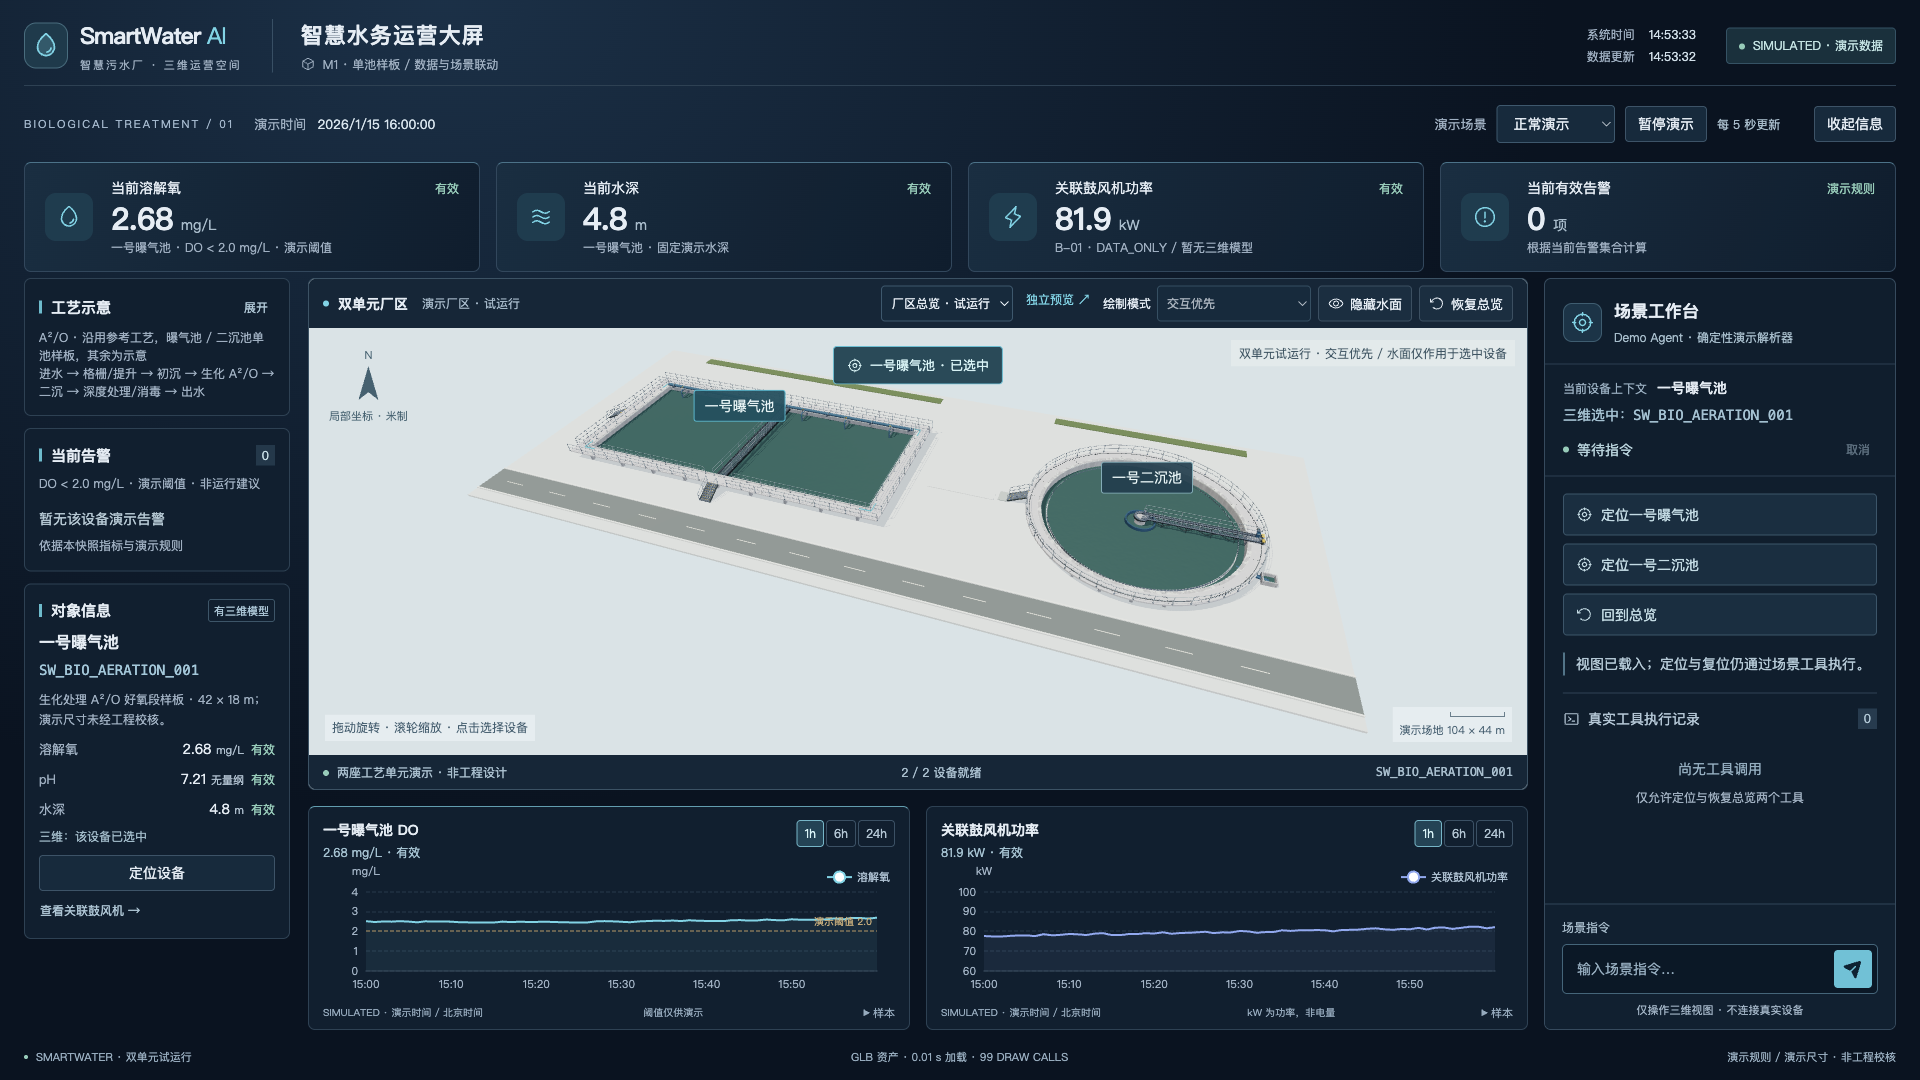 SmartWater AI
智慧污水厂 · 三维运营空间
智慧水务运营大屏
M1 · 单池样板 / 数据与场景联动
系统时间 14:53:33
数据更新 14:53:32
SIMULATED · 演示数据
BIOLOGICAL TREATMENT / 01 演示时间 2026/1/15 16:00:00
演示场景 正常演示 暂停演示 每 5 秒更新 收起信息
当前溶解氧 有效
2.68 mg/L
一号曝气池 · DO < 2.0 mg/L · 演示阈值
当前水深 有效
4.8 m
一号曝气池 · 固定演示水深
关联鼓风机功率 有效
81.9 kW
B-01 · DATA_ONLY / 暂无三维模型
当前有效告警 演示规则
0 项
根据当前告警集合计算
工艺示意 展开
A²/O · 沿用参考工艺，曝气池 / 二沉池单
池样板，其余为示意
进水 → 格栅/提升 → 初沉 → 生化 A²/O →
二沉 → 深度处理/消毒 → 出水
当前告警 0
DO < 2.0 mg/L · 演示阈值 · 非运行建议
暂无该设备演示告警
依据本快照指标与演示规则
对象信息 有三维模型
一号曝气池
SW_BIO_AERATION_001
生化处理 A²/O 好氧段样板 · 42 × 18 m；
演示尺寸未经工程校核。
溶解氧 2.68 mg/L 有效
pH 7.21 无量纲 有效
水深 4.8 m 有效
三维：该设备已选中
定位设备
查看关联鼓风机 →
双单元厂区 演示厂区 · 试运行
厂区总览 · 试运行 独立预览 ↗ 绘制模式 交互优先 隐藏水面 恢复总览
N
局部坐标 · 米制
一号曝气池 · 已选中
双单元试运行 · 交互优先 / 水面仅作用于选中设备
一号曝气池
一号二沉池
拖动旋转 · 滚轮缩放 · 点击选择设备
演示场地 104 × 44 m
两座工艺单元演示 · 非工程设计 2 / 2 设备就绪 SW_BIO_AERATION_001
一号曝气池 DO 1h 6h 24h
2.68 mg/L · 有效
mg/L
溶解氧
4
3
2
1
0
演示阈值 2.0
15:00 15:10 15:20 15:30 15:40 15:50
SIMULATED · 演示时间 / 北京时间 阈值仅供演示 ▶ 样本
关联鼓风机功率 1h 6h 24h
81.9 kW · 有效
kW
关联鼓风机功率
100
90
80
70
60
15:00 15:10 15:20 15:30 15:40 15:50
SIMULATED · 演示时间 / 北京时间 kW 为功率，非电量 ▶ 样本
场景工作台
Demo Agent · 确定性演示解析器
当前设备上下文 一号曝气池
三维选中：SW_BIO_AERATION_001
等待指令 取消
定位一号曝气池
定位一号二沉池
回到总览
视图已载入；定位与复位仍通过场景工具执行。
真实工具执行记录 0
尚无工具调用
仅允许定位与恢复总览两个工具
场景指令
输入场景指令...
仅操作三维视图 · 不连接真实设备
SMARTWATER · 双单元试运行 GLB 资产 · 0.01 s 加载 · 99 DRAW CALLS 演示规则 / 演示尺寸 · 非工程校核